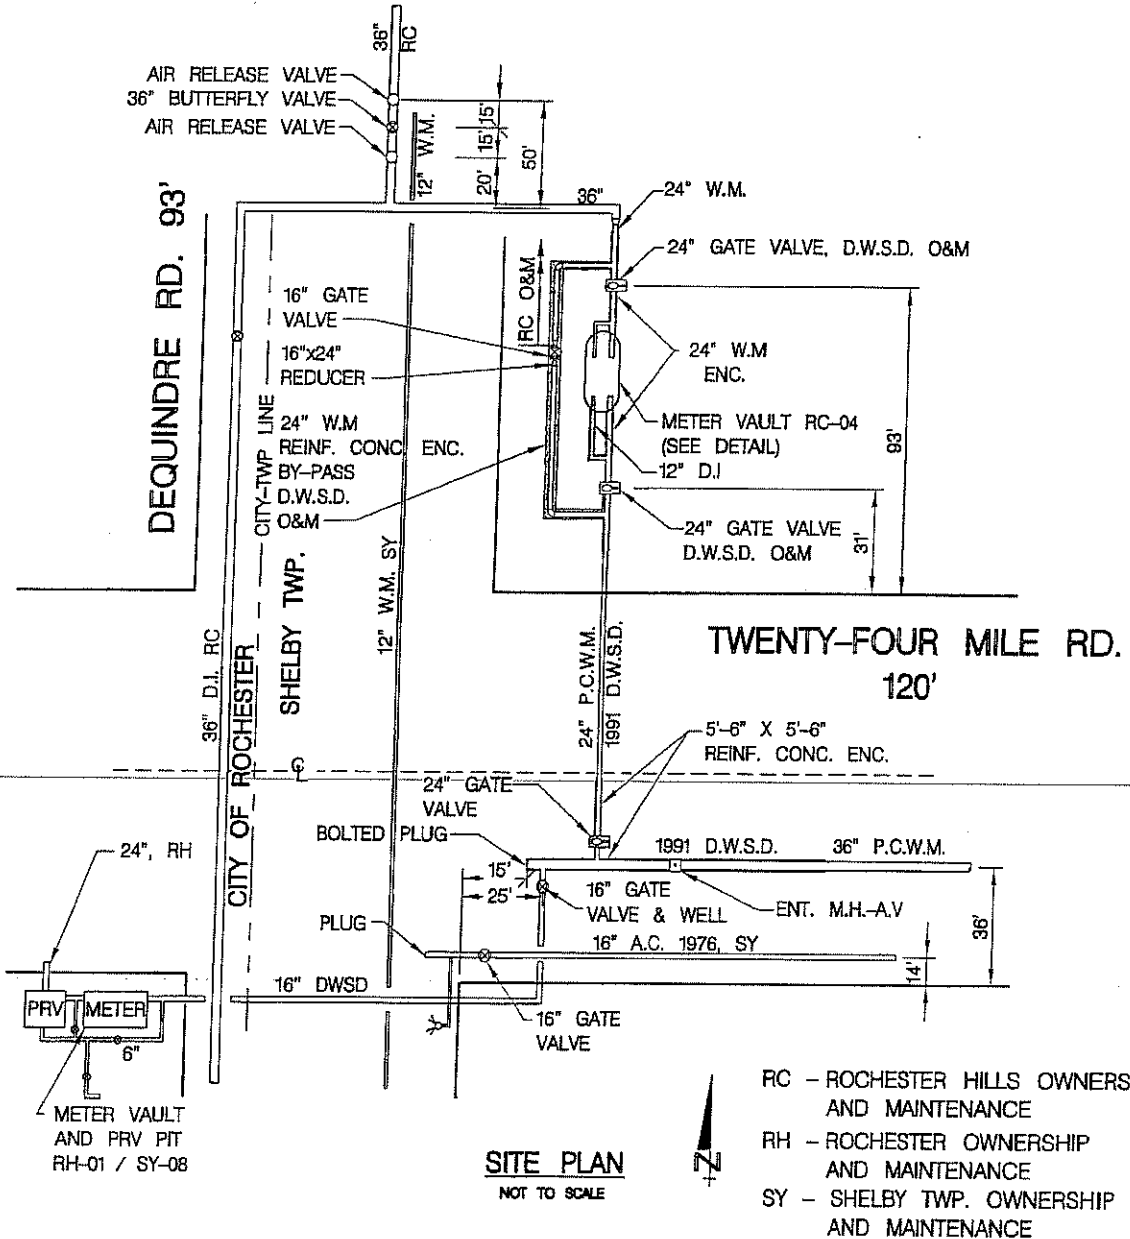 36" RC
AIR RELEASE VALVE
36" BUTTERFLY VALVE
AIR RELEASE VALVE
12" W.M.
15'
15'
20'
50'
36"
24" W.M.
24" GATE VALVE, D.W.S.D. O&M
DEQUINDRE RD. 93'
RC O&M
16" GATE
VALVE
16"x24"
REDUCER
24" W.M
ENC.
CITY-TWP LINE
24" W.M
REINF. CONC. ENC.
BY-PASS
D.W.S.D.
O&M
METER VAULT RC-04
(SEE DETAIL)
12" D.I
93'
24" GATE VALVE
D.W.S.D. O&M
31'
SHELBY TWP.
12" W.M. SY
36" D.I. RC
CITY OF ROCHESTER
24" P.C.W.M.
1991 D.W.S.D.
TWENTY-FOUR MILE RD.
120'
5'-6" X 5'-6"
REINF. CONC. ENC.
CL
24" GATE
VALVE
BOLTED PLUG
1991 D.W.S.D. 36" P.C.W.M.
24", RH
15'
25'
16" GATE
VALVE & WELL
ENT. M.H.-A.V
36'
PLUG
16" A.C. 1976, SY
14'
16" DWSD
PRV
METER
6"
16" GATE
VALVE
METER VAULT
AND PRV PIT
RH-01 / SY-08
SITE PLAN
NOT TO SCALE
N
RC - ROCHESTER HILLS OWNERS
AND MAINTENANCE
RH - ROCHESTER OWNERSHIP
AND MAINTENANCE
SY - SHELBY TWP. OWNERSHIP
AND MAINTENANCE